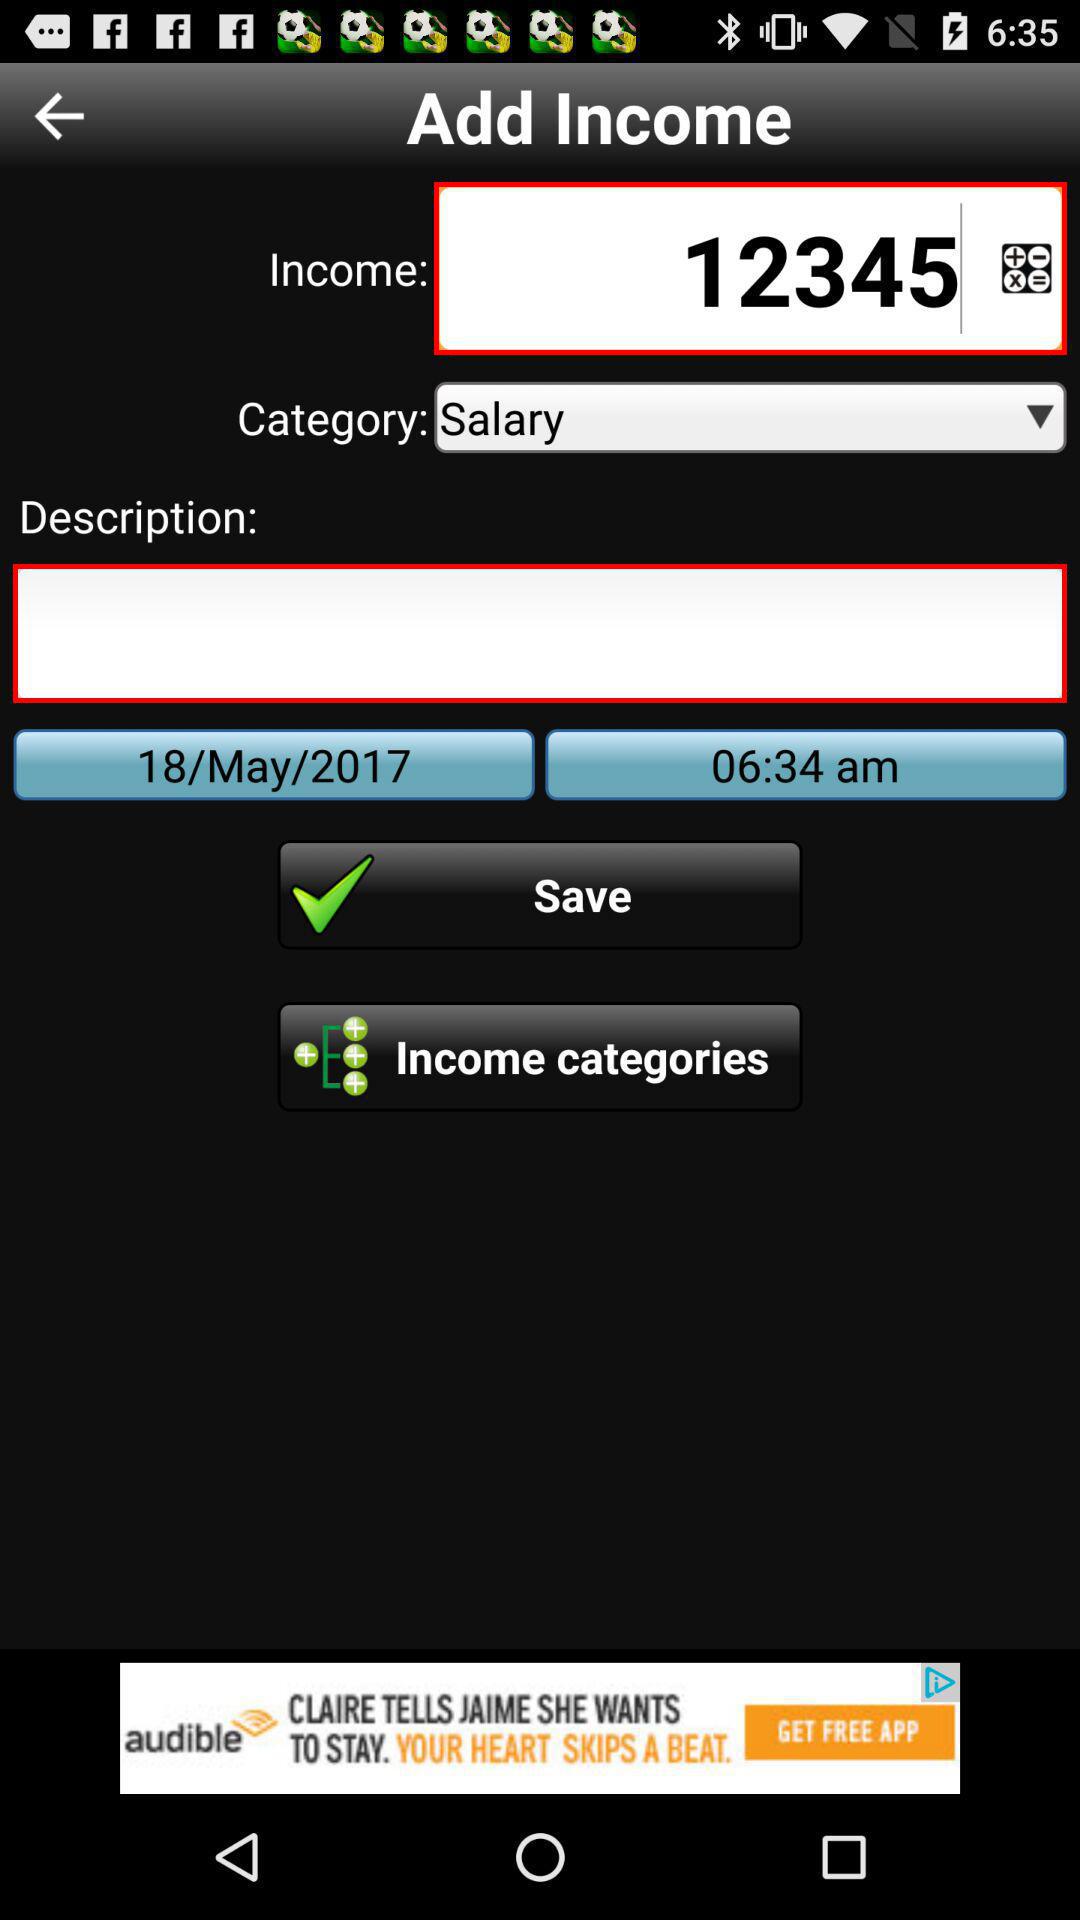 6:35
Add Income
Income: 12345
Category: Salary
Description:
18/May/2017 06:34 am
Save
Income categories
audible CLAIRE TELLS JAIME SHE WANTS TO STAY. YOUR HEART SKIPS A BEAT. GET FREE APP